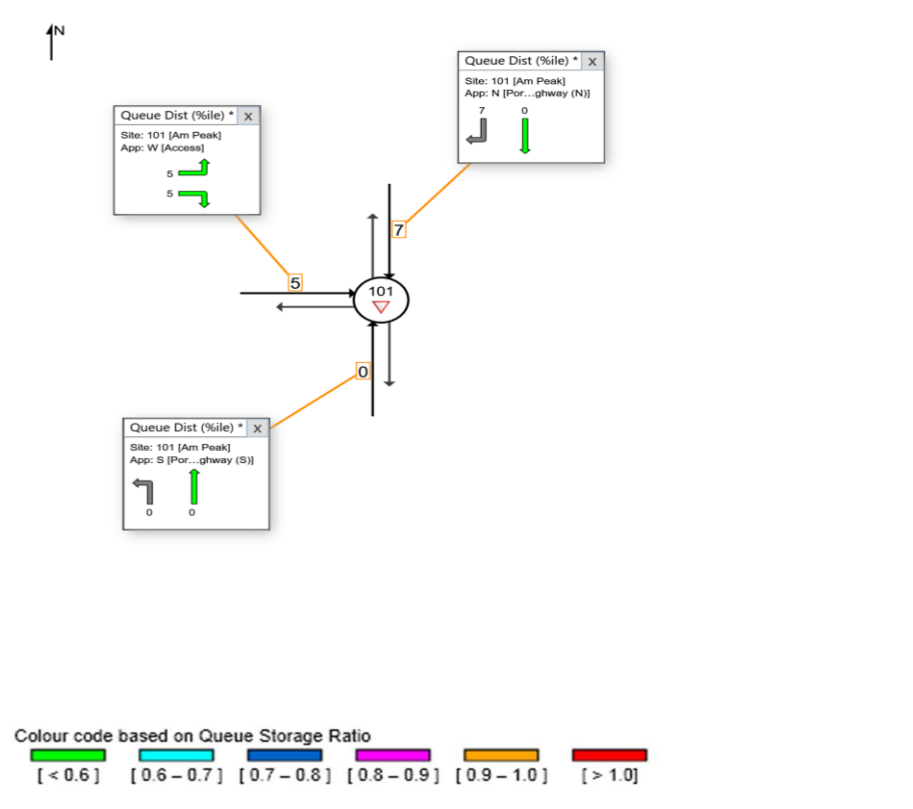 N
Queue Dist (%ile) * x
Site: 101 [Am Peak]
App: N [Por...ghway (N)]
7 0
Queue Dist (%ile) * x
Site: 101 [Am Peak]
App: W [Access]
5
5
7
5
101
0
Queue Dist (%ile) * x
Site: 101 [Am Peak]
App: S [Por...ghway (S)]
0 0
Colour code based on Queue Storage Ratio
[ < 0.6 ] [ 0.6 – 0.7 ] [ 0.7 – 0.8 ] [ 0.8 – 0.9 ] [ 0.9 – 1.0 ] [ > 1.0]